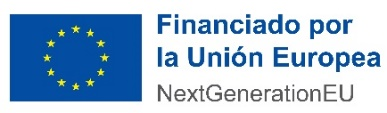 Financiado por
la Unión Europea
NextGenerationEU